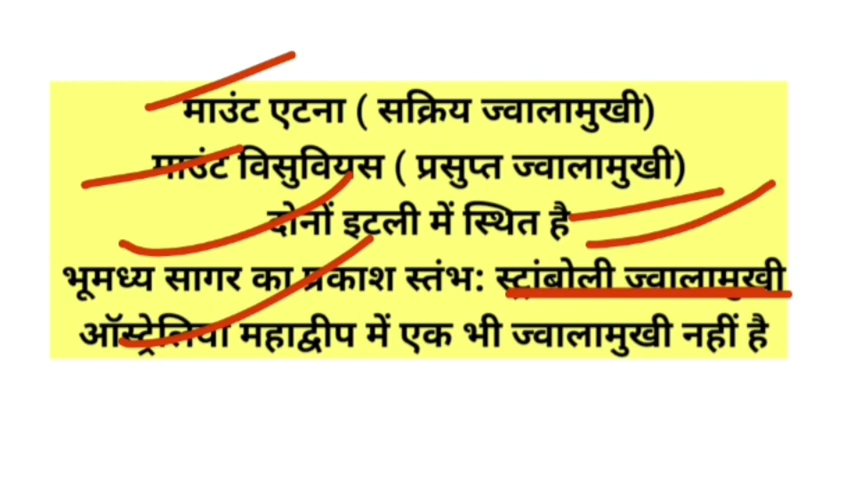 माउंट एटना ( सक्रिय ज्वालामुखी)
माउंट विसुवियस ( प्रसुप्त ज्वालामुखी)
दोनों इटली में स्थित है
भूमध्य सागर का प्रकाश स्तंभ: स्ट्रांबोली ज्वालामुखी
ऑस्ट्रेलिया महाद्वीप में एक भी ज्वालामुखी नहीं है